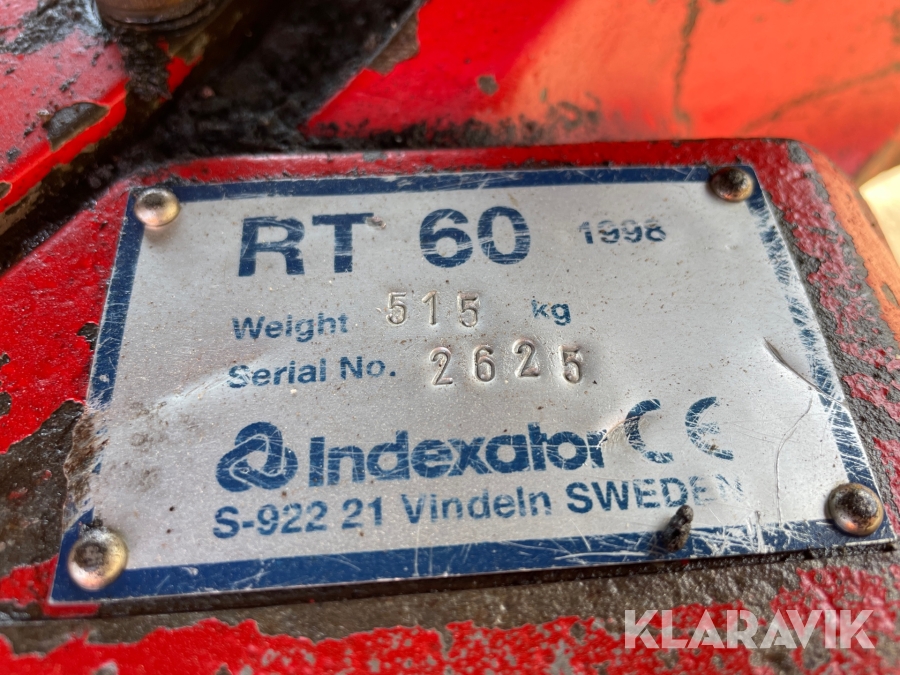 RT 60 1998
Weight 515 kg
Serial No. 2625
Indexator CE
S-922 21 Vindeln SWEDEN
KLARAVIK